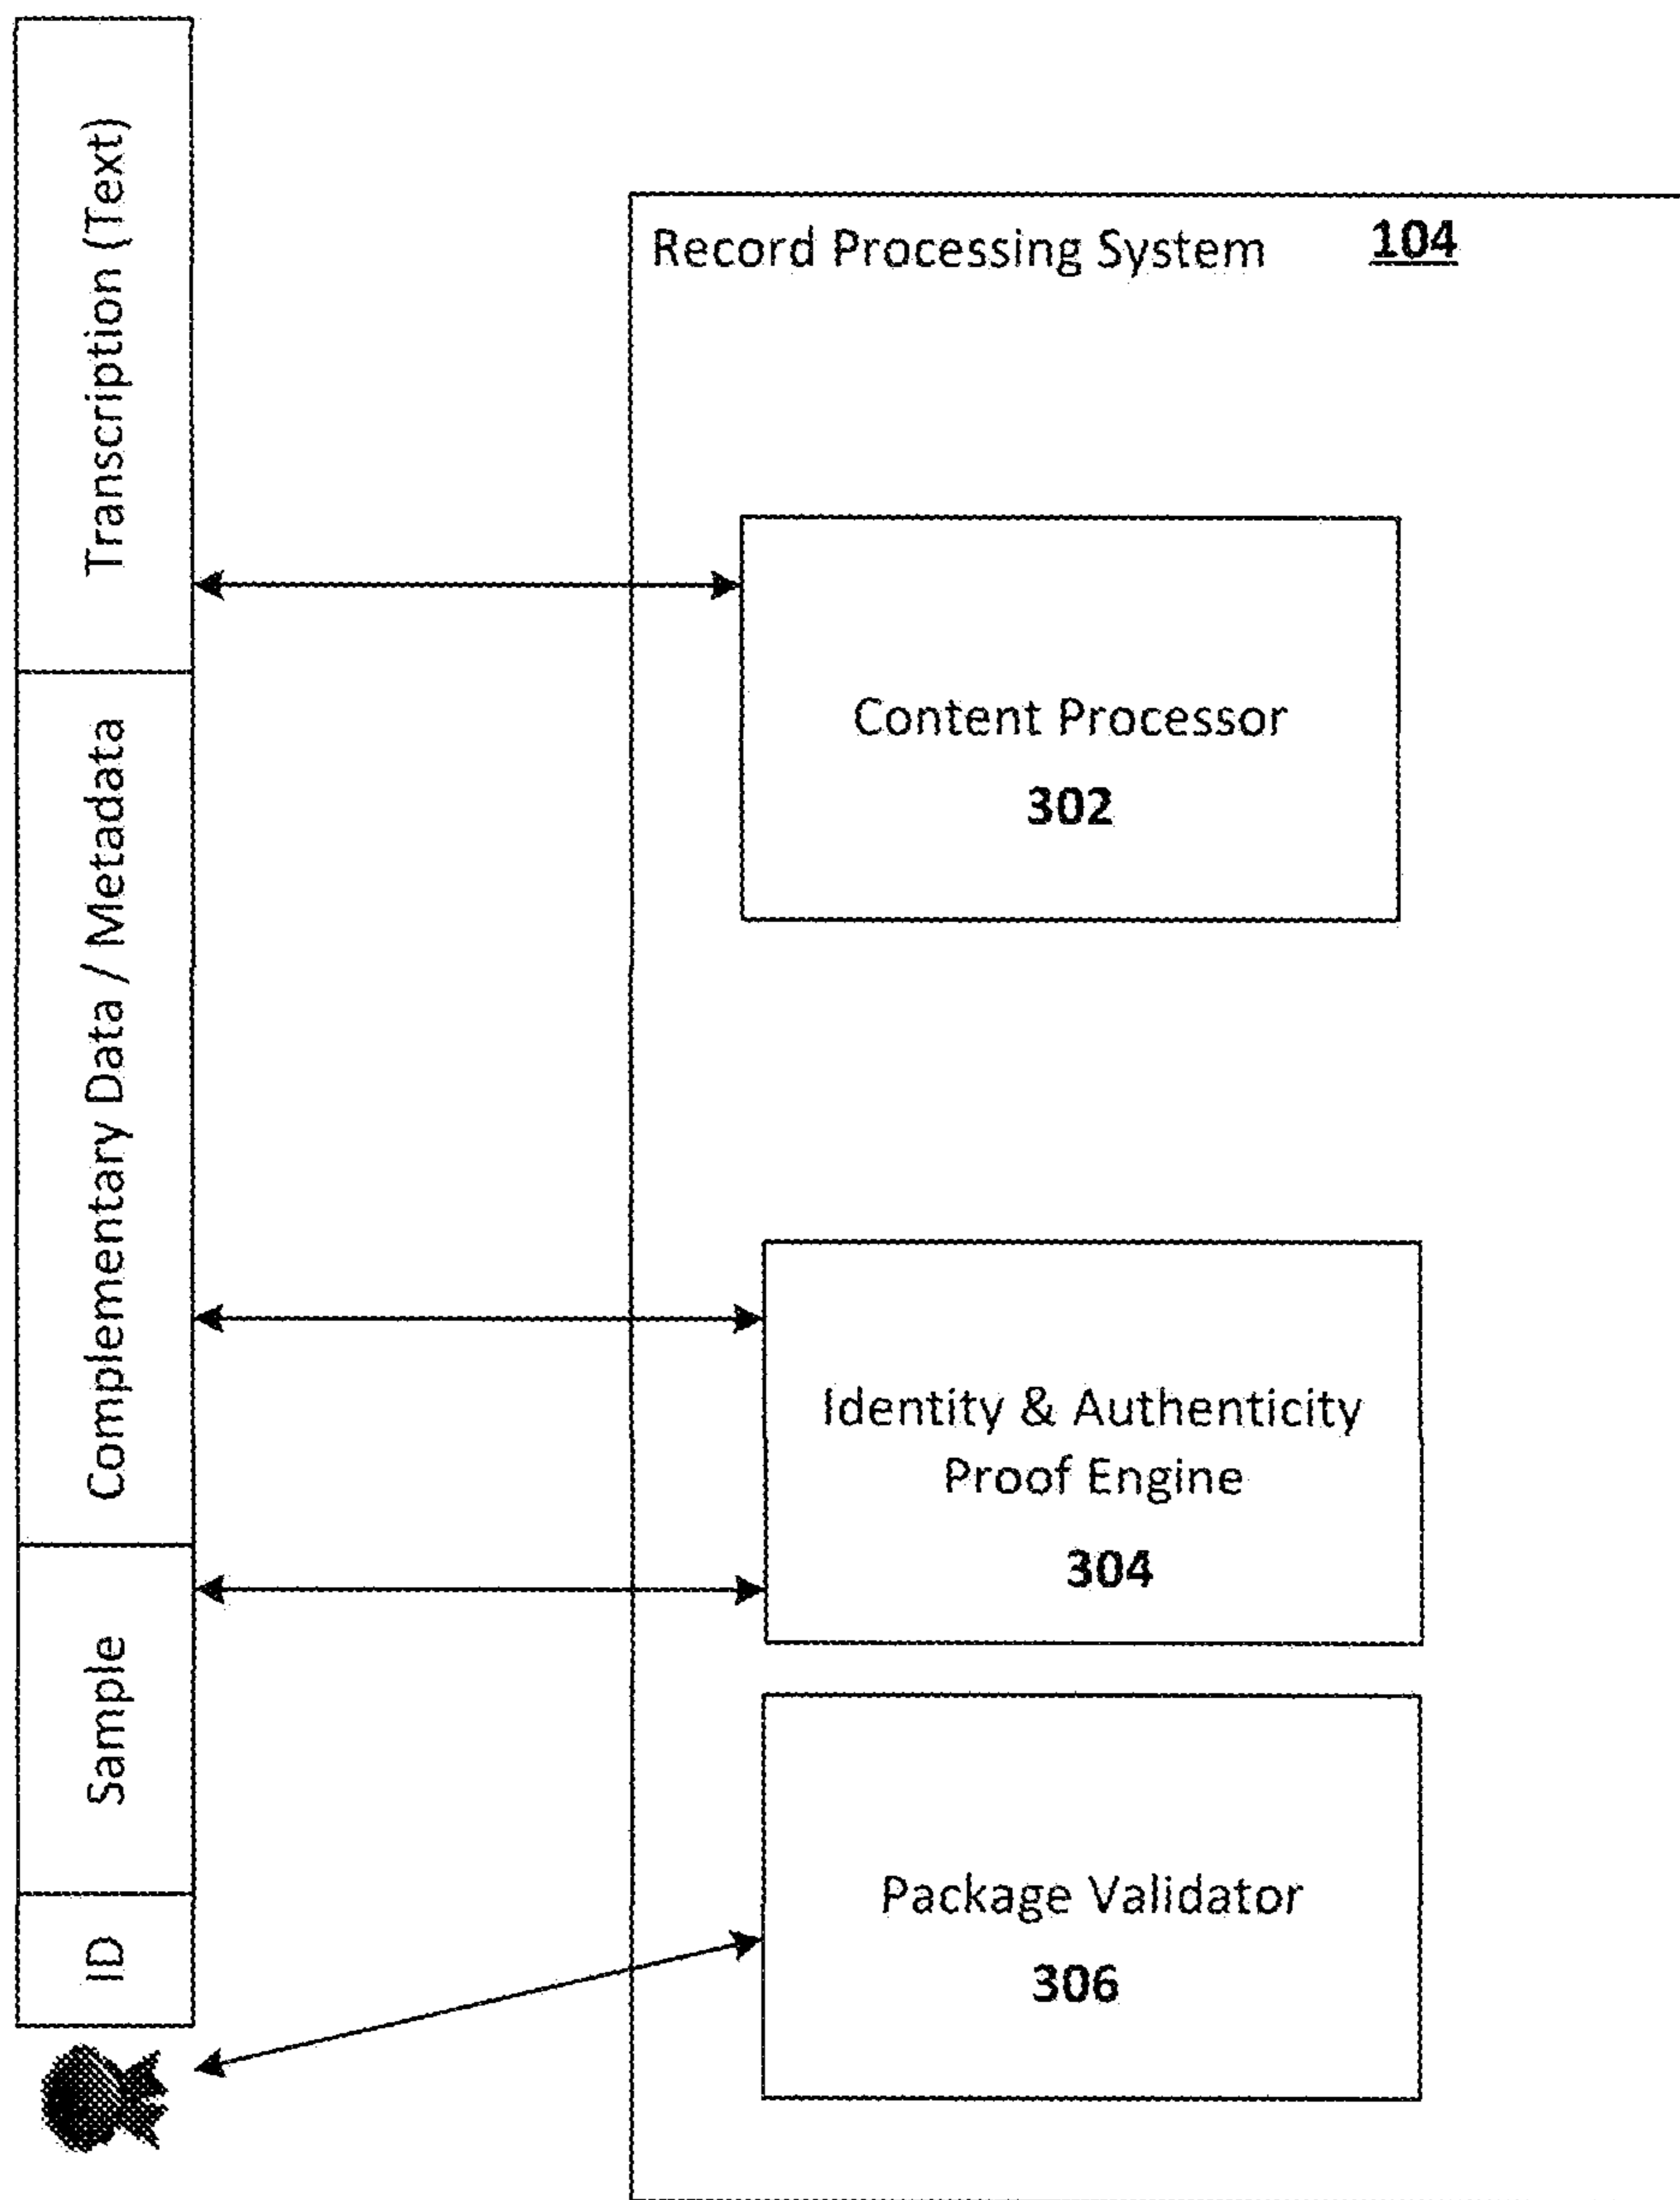 Transcription (Text)
Complementary Data / Metadata
Sample
ID
Record Processing System 104
Content Processor
302
Identity & Authenticity
Proof Engine
304
Package Validator
306